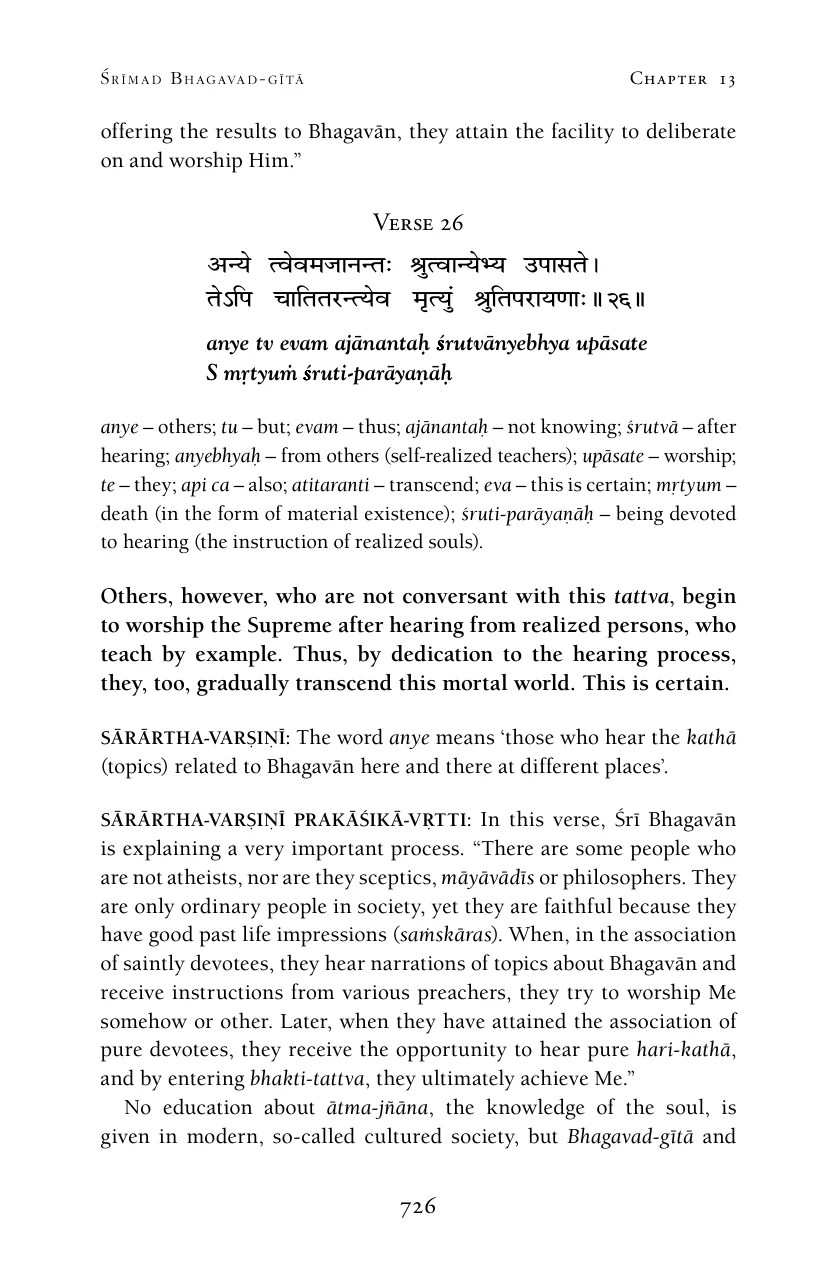 Śrīmad Bhagavad-gītā Chapter 13
offering the results to Bhagavān, they attain the facility to deliberate
on and worship Him.”
Verse 26
अन्ये त्वेवमजानन्तः श्रुत्वान्येभ्य उपासते।
तेऽपि चातितरन्त्येव मृत्युं श्रुतिपरायणाः॥२६॥
anye tv evam ajānantaḥ śrutvānyebhya upāsate
S mṛtyuṁ śruti-parāyaṇāḥ
anye – others; tu – but; evam – thus; ajānantaḥ – not knowing; śrutvā – after
hearing; anyebhyaḥ – from others (self-realized teachers); upāsate – worship;
te – they; api ca – also; atitaranti – transcend; eva – this is certain; mṛtyum –
death (in the form of material existence); śruti-parāyaṇāḥ – being devoted
to hearing (the instruction of realized souls).
Others, however, who are not conversant with this tattva, begin
to worship the Supreme after hearing from realized persons, who
teach by example. Thus, by dedication to the hearing process,
they, too, gradually transcend this mortal world. This is certain.
SĀRĀRTHA-VARṢIṆĪ: The word anye means ‘those who hear the kathā
(topics) related to Bhagavān here and there at different places’.
SĀRĀRTHA-VARṢIṆĪ PRAKĀŚIKĀ-VṚTTI: In this verse, Śrī Bhagavān
is explaining a very important process. “There are some people who
are not atheists, nor are they sceptics, māyāvādīs or philosophers. They
are only ordinary people in society, yet they are faithful because they
have good past life impressions (saṁskāras). When, in the association
of saintly devotees, they hear narrations of topics about Bhagavān and
receive instructions from various preachers, they try to worship Me
somehow or other. Later, when they have attained the association of
pure devotees, they receive the opportunity to hear pure hari-kathā,
and by entering bhakti-tattva, they ultimately achieve Me.”
No education about ātma-jñāna, the knowledge of the soul, is
given in modern, so-called cultured society, but Bhagavad-gītā and
726